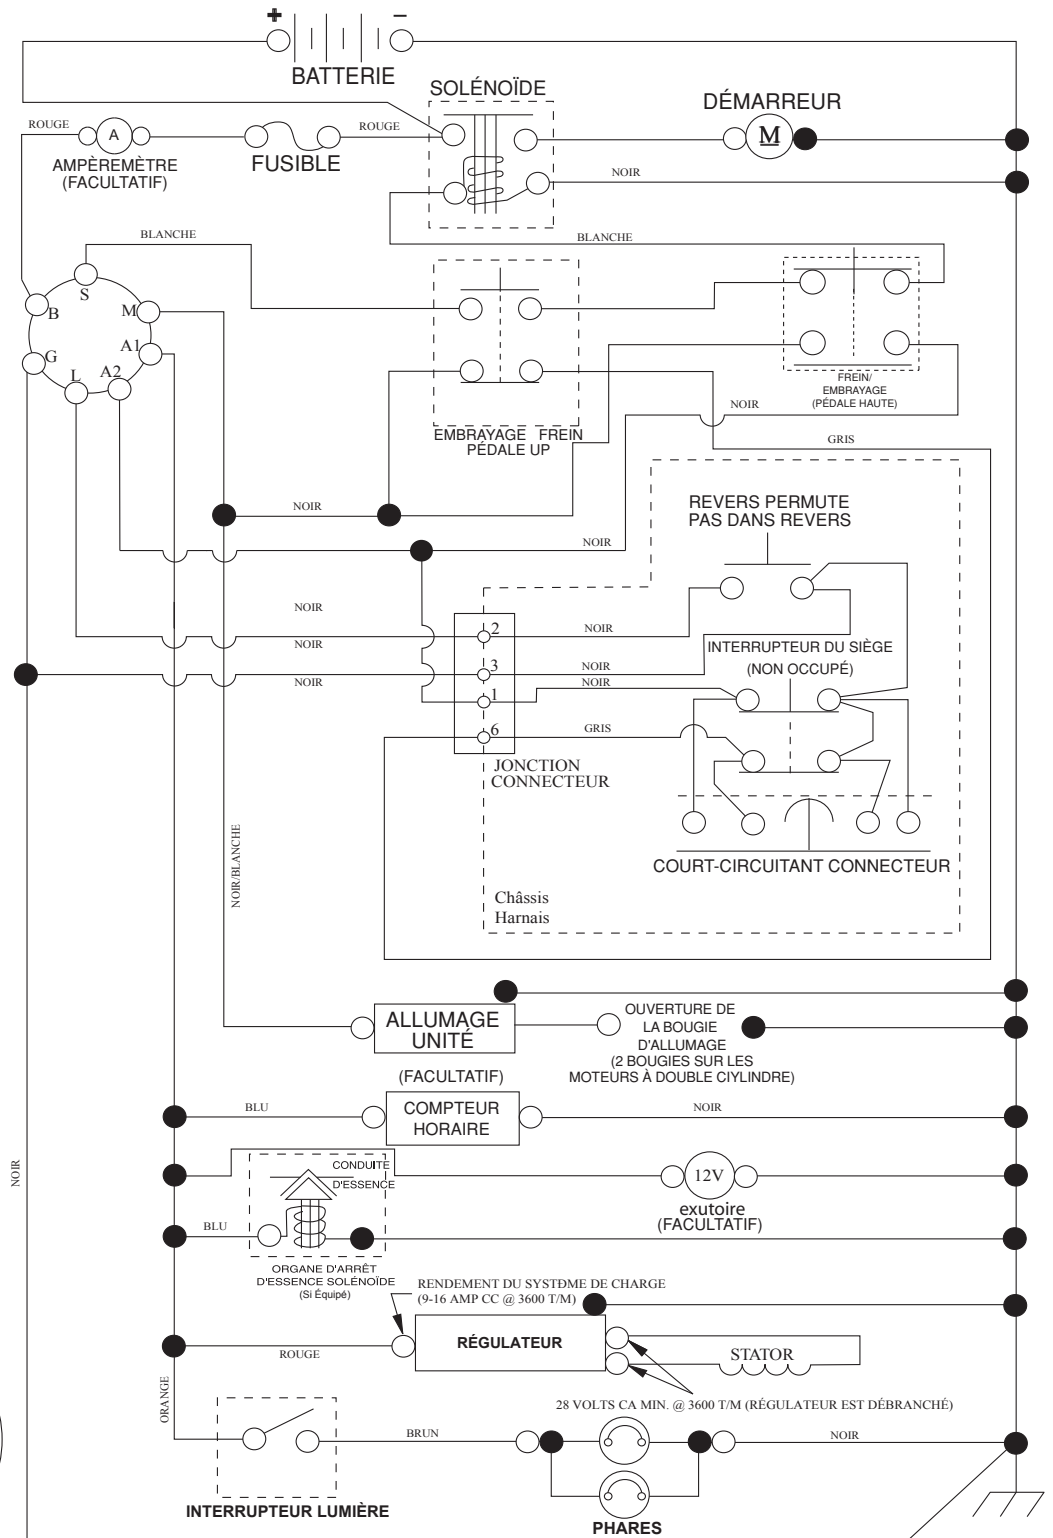 + −
BATTERIE
SOLÉNOÏDE
DÉMARREUR
ROUGE
A
ROUGE
M
AMPÈREMÈTRE
(FACULTATIF)
FUSIBLE
NOIR
BLANCHE
BLANCHE
S
B
M
G
A1
L
A2
FREIN/
EMBRAYAGE
(PÉDALE HAUTE)
NOIR
EMBRAYAGE FREIN
PÉDALE UP
GRIS
NOIR
REVERS PERMUTE
PAS DANS REVERS
NOIR
NOIR
NOIR
2
NOIR
NOIR
3
NOIR
INTERRUPTEUR DU SIÈGE
(NON OCCUPÉ)
1
NOIR
6
GRIS
JONCTION
CONNECTEUR
NOIR/BLANCHE
COURT-CIRCUITANT CONNECTEUR
Châssis
Harnais
ALLUMAGE
UNITÉ
OUVERTURE DE
LA BOUGIE
D'ALLUMAGE
(2 BOUGIES SUR LES
MOTEURS À DOUBLE CIYLINDRE)
(FACULTATIF)
BLU
COMPTEUR
HORAIRE
NOIR
NOIR
CONDUITE
D'ESSENCE
12V
exutoire
(FACULTATIF)
BLU
ORGANE D'ARRÊT
D'ESSENCE SOLÉNOÏDE
(Si Équipé)
RENDEMENT DU SYSTÐME DE CHARGE
(9-16 AMP CC @ 3600 T/M)
RÉGULATEUR
STATOR
ROUGE
ORANGE
28 VOLTS CA MIN. @ 3600 T/M (RÉGULATEUR EST DÉBRANCHÉ)
BRUN
NOIR
INTERRUPTEUR LUMIÈRE
PHARES